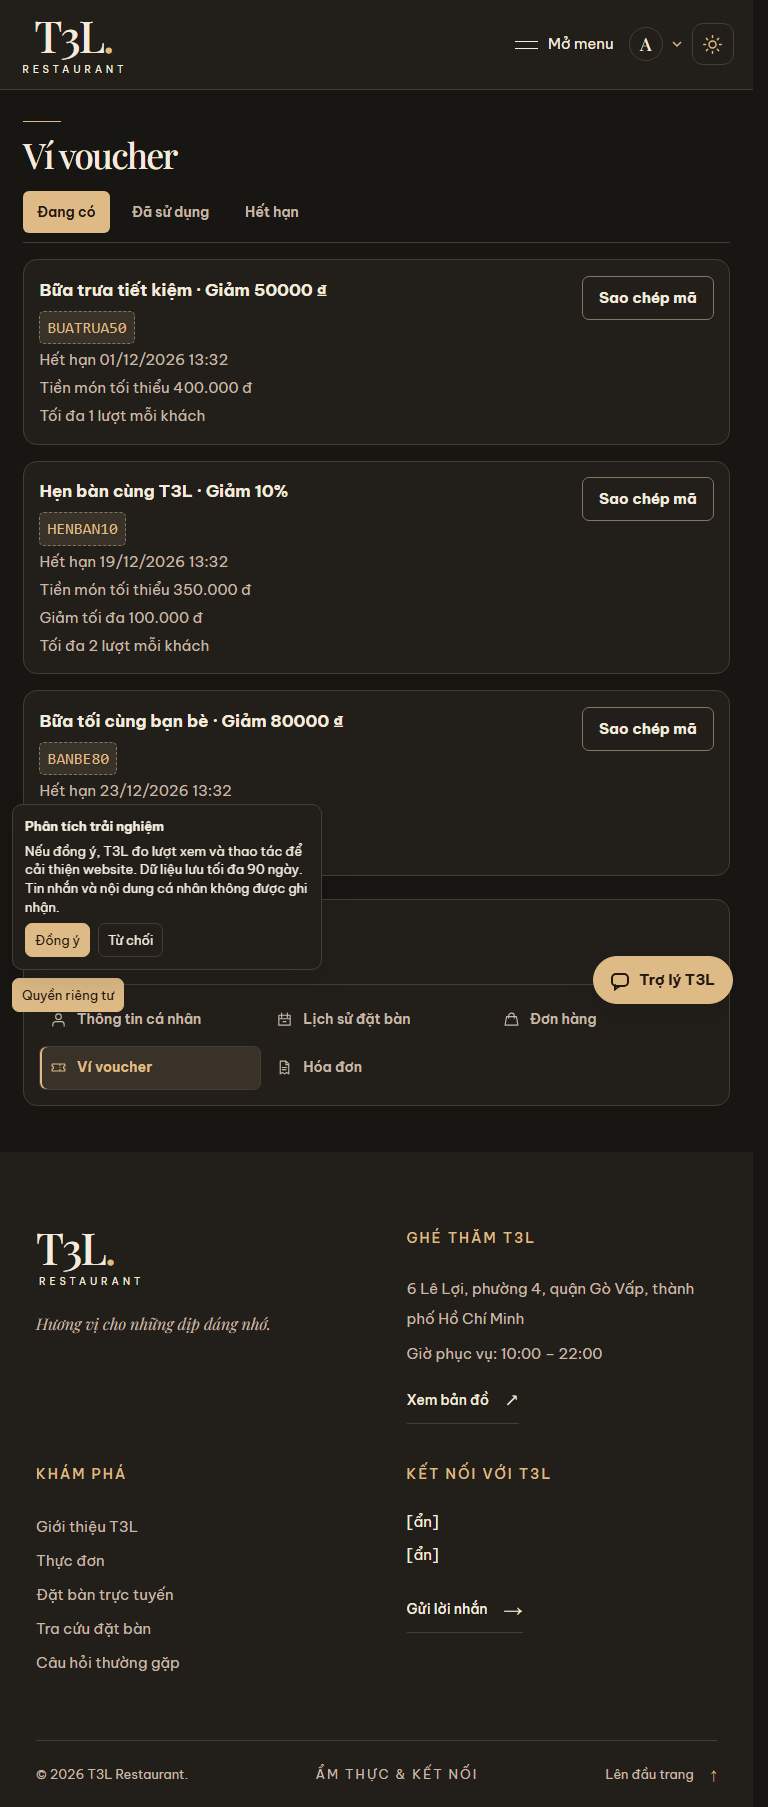 T3L.
RESTAURANT
Mở menu
A
Ví voucher
Đang có
Đã sử dụng
Hết hạn
Bữa trưa tiết kiệm · Giảm 50000 ₫
Sao chép mã
BUATRUA50
Hết hạn 01/12/2026 13:32
Tiền món tối thiểu 400.000 đ
Tối đa 1 lượt mỗi khách
Hẹn bàn cùng T3L · Giảm 10%
Sao chép mã
HENBAN10
Hết hạn 19/12/2026 13:32
Tiền món tối thiểu 350.000 đ
Giảm tối đa 100.000 đ
Tối đa 2 lượt mỗi khách
Bữa tối cùng bạn bè · Giảm 80000 ₫
Sao chép mã
BANBE80
Hết hạn 23/12/2026 13:32
Phân tích trải nghiệm
Nếu đồng ý, T3L đo lượt xem và thao tác để
cải thiện website. Dữ liệu lưu tối đa 90 ngày.
Tin nhắn và nội dung cá nhân không được ghi
nhận.
Đồng ý
Từ chối
Quyền riêng tư
Trợ lý T3L
Thông tin cá nhân
Lịch sử đặt bàn
Đơn hàng
Ví voucher
Hóa đơn
T3L.
RESTAURANT
Hương vị cho những dịp đáng nhớ.
GHÉ THĂM T3L
6 Lê Lợi, phường 4, quận Gò Vấp, thành
phố Hồ Chí Minh
Giờ phục vụ: 10:00 – 22:00
Xem bản đồ ↗
KHÁM PHÁ
Giới thiệu T3L
Thực đơn
Đặt bàn trực tuyến
Tra cứu đặt bàn
Câu hỏi thường gặp
KẾT NỐI VỚI T3L
[ẩn]
[ẩn]
Gửi lời nhắn →
© 2026 T3L Restaurant.
ẨM THỰC & KẾT NỐI
Lên đầu trang ↑